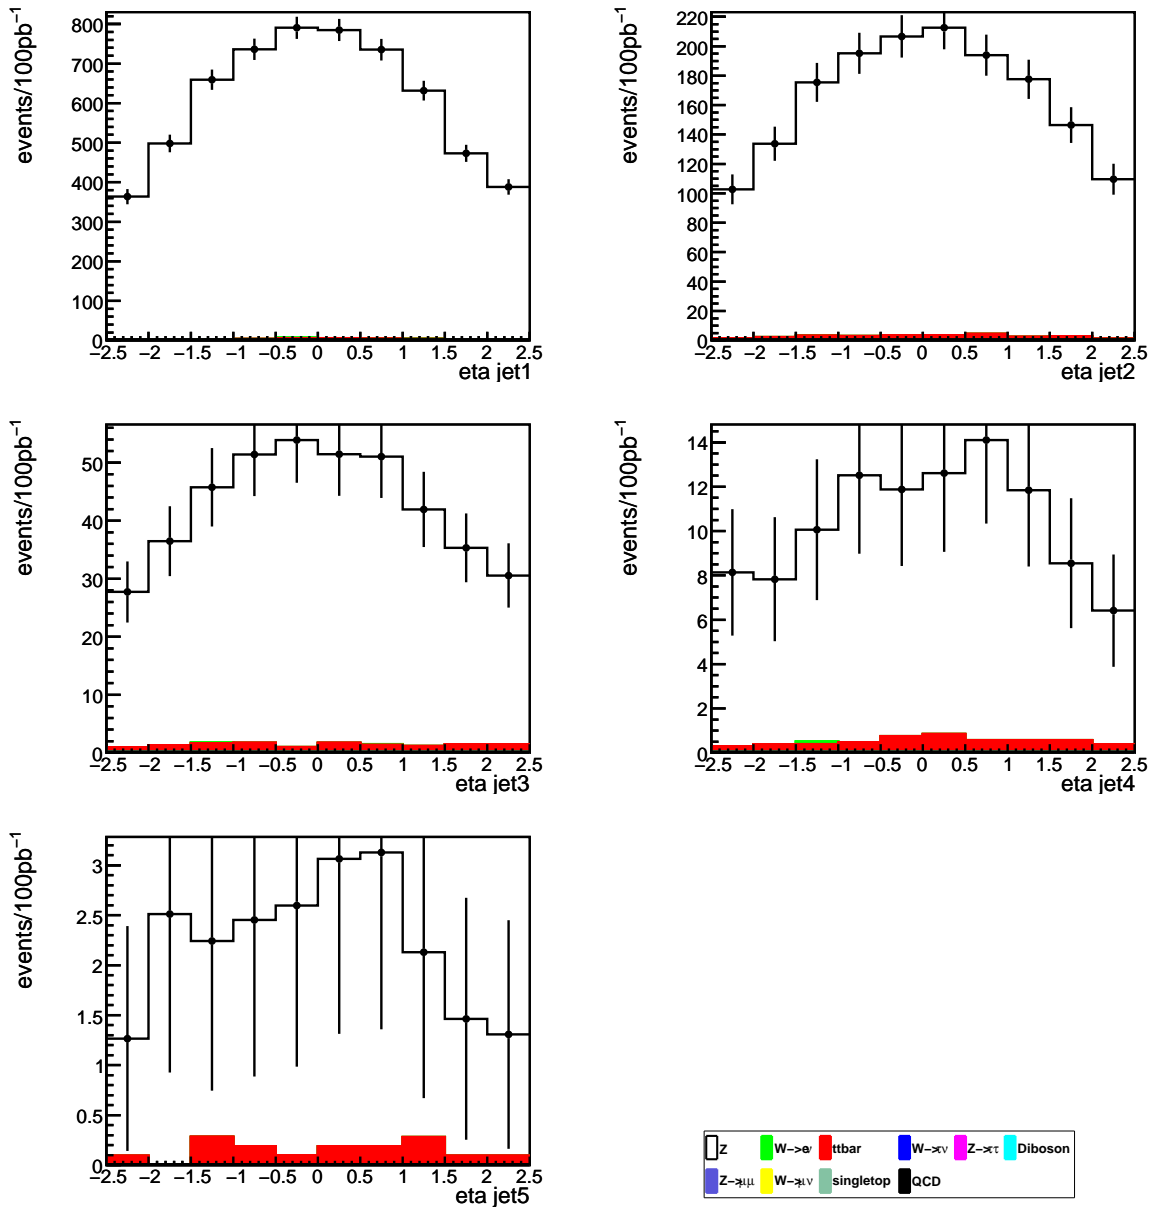 events/100pb⁻¹
800
700
600
500
400
300
200
100
0
−2.5 −2 −1.5 −1 −0.5 0 0.5 1 1.5 2 2.5
eta jet1
events/100pb⁻¹
220
200
180
160
140
120
100
80
60
40
20
0
−2.5 −2 −1.5 −1 −0.5 0 0.5 1 1.5 2 2.5
eta jet2
events/100pb⁻¹
50
40
30
20
10
0
−2.5 −2 −1.5 −1 −0.5 0 0.5 1 1.5 2 2.5
eta jet3
events/100pb⁻¹
14
12
10
8
6
4
2
0
−2.5 −2 −1.5 −1 −0.5 0 0.5 1 1.5 2 2.5
eta jet4
events/100pb⁻¹
3
2.5
2
1.5
1
0.5
0
−2.5 −2 −1.5 −1 −0.5 0 0.5 1 1.5 2 2.5
eta jet5
Z W->eν ttbar W->τν Z->ττ Diboson
Z->μμ W->μν singletop QCD